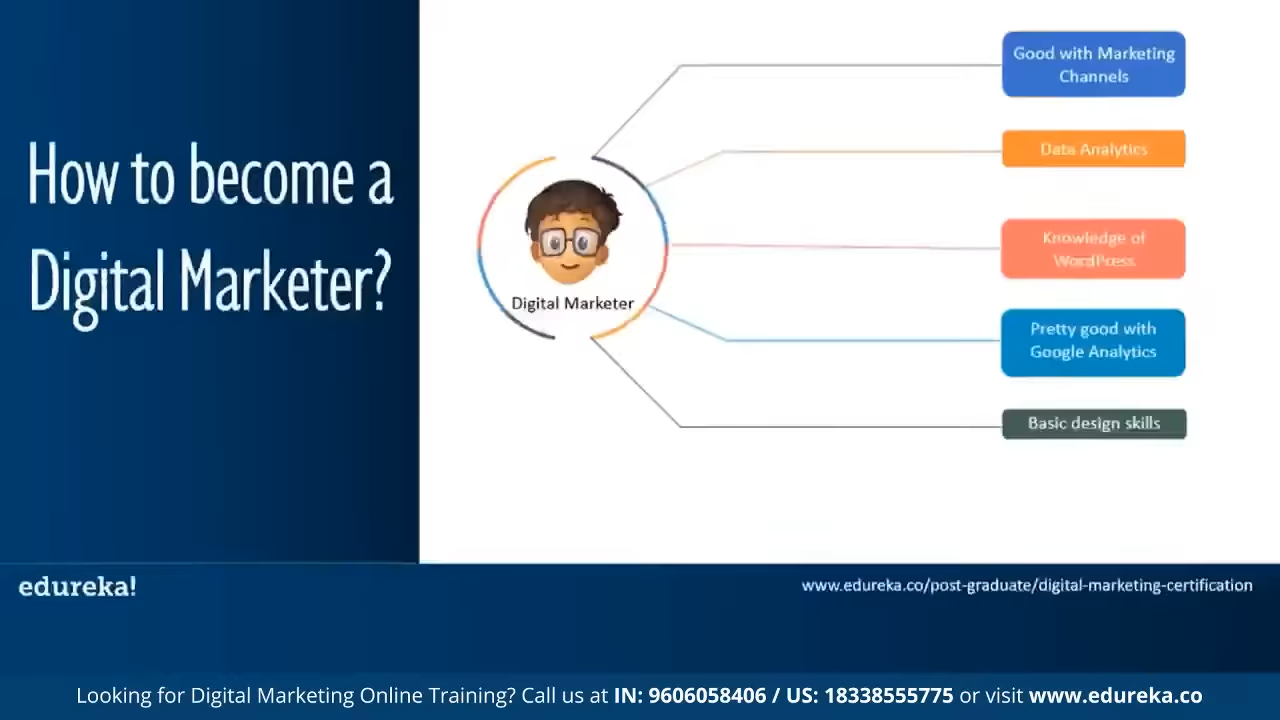 How to become a
Digital Marketer?
Digital Marketer
Good with Marketing
Channels
Data Analytics
Knowledge of
WordPress
Pretty good with
Google Analytics
Basic design skills
edureka!
www.edureka.co/post-graduate/digital-marketing-certification
Looking for Digital Marketing Online Training? Call us at IN: 9606058406 / US: 18338555775 or visit www.edureka.co